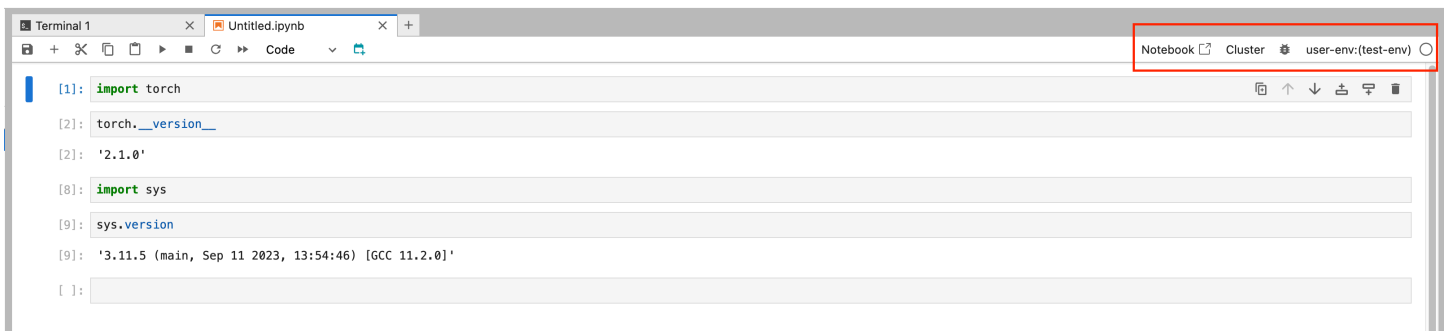 Terminal 1 Untitled.ipynb
Code Notebook Cluster user-env:(test-env)
[1]: import torch
[2]: torch.__version__
[2]: '2.1.0'
[8]: import sys
[9]: sys.version
[9]: '3.11.5 (main, Sep 11 2023, 13:54:46) [GCC 11.2.0]'
[ ]: